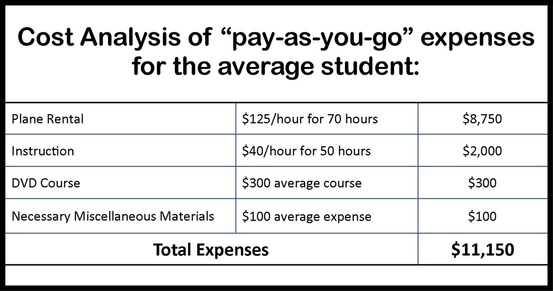 Cost Analysis of “pay-as-you-go” expenses
for the average student:
Plane Rental $125/hour for 70 hours $8,750
Instruction $40/hour for 50 hours $2,000
DVD Course $300 average course $300
Necessary Miscellaneous Materials $100 average expense $100
Total Expenses $11,150